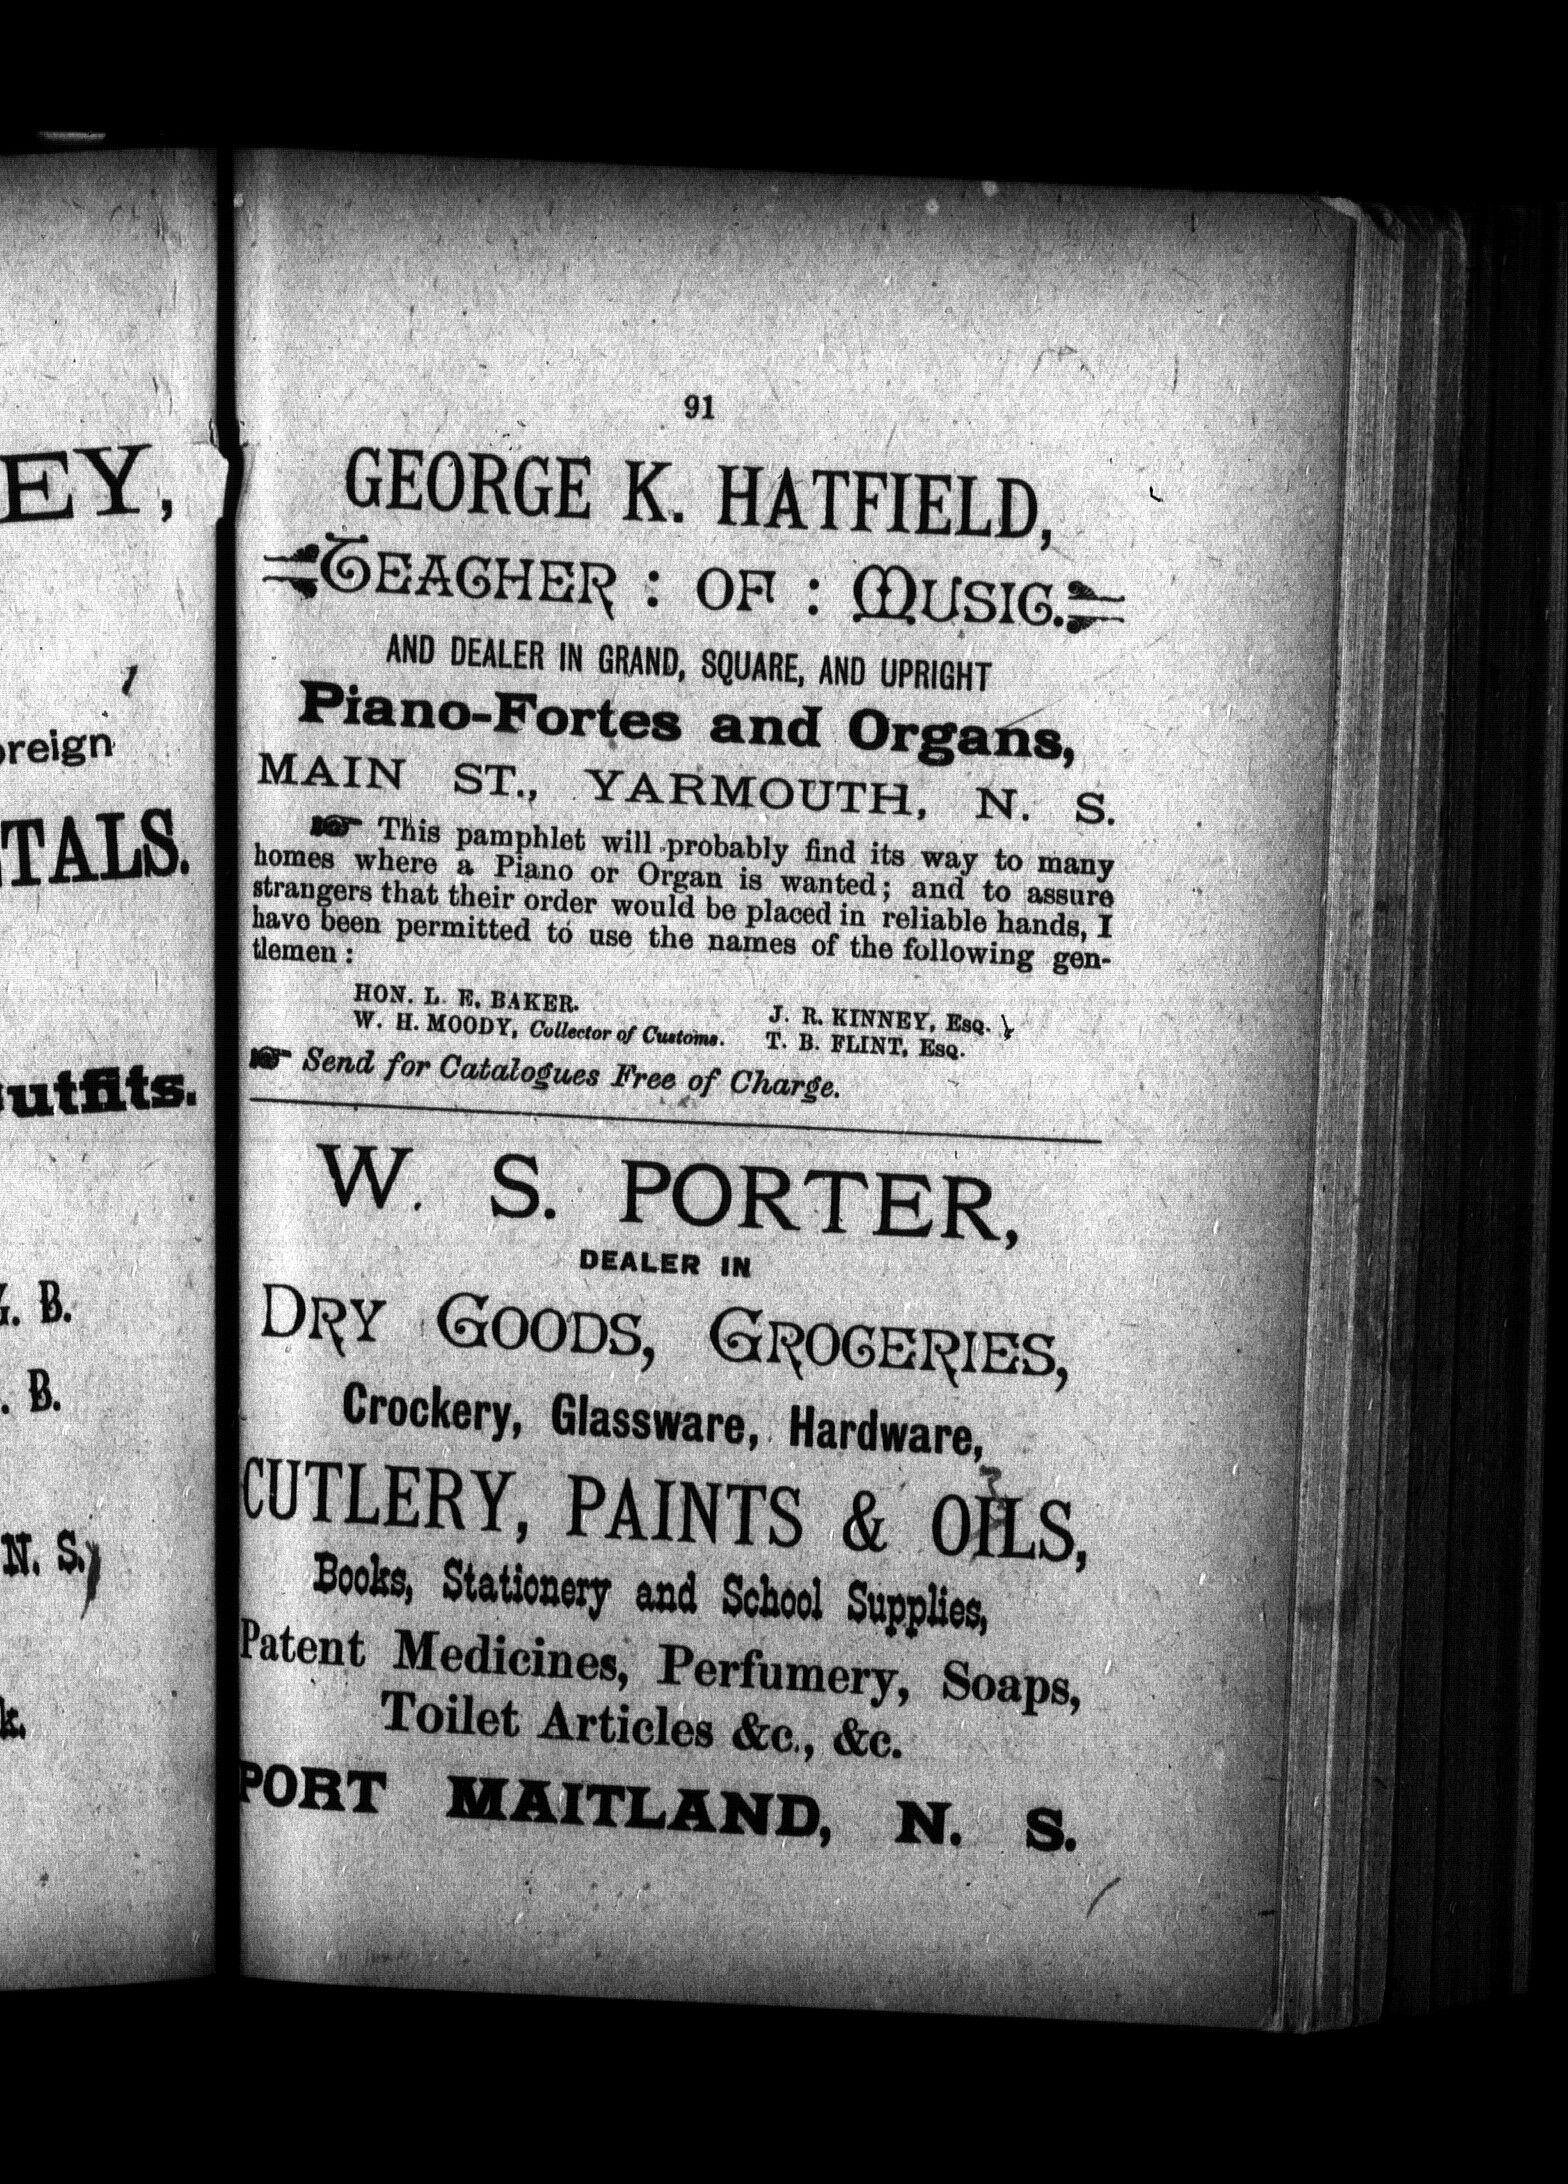 91
GEORGE K. HATFIELD,
TEACHER : OF : MUSIC.
AND DEALER IN GRAND, SQUARE, AND UPRIGHT
Piano-Fortes and Organs,
MAIN ST., YARMOUTH, N. S.
☞ This pamphlet will probably find its way to many
homes where a Piano or Organ is wanted; and to assure
strangers that their order would be placed in reliable hands, I
have been permitted to use the names of the following gen-
tlemen:
HON. L. E. BAKER. J. R. KINNEY, ESQ.
W. H. MOODY, Collector of Customs. T. B. FLINT, ESQ.
☞ Send for Catalogues Free of Charge.
W. S. PORTER,
DEALER IN
DRY GOODS, GROCERIES,
Crockery, Glassware, Hardware,
CUTLERY, PAINTS & OILS,
Books, Stationery and School Supplies,
Patent Medicines, Perfumery, Soaps,
Toilet Articles &c., &c.
PORT MAITLAND, N. S.
EY,
oreign
TALS.
utfits.
. B.
. B.
N. S.
k.